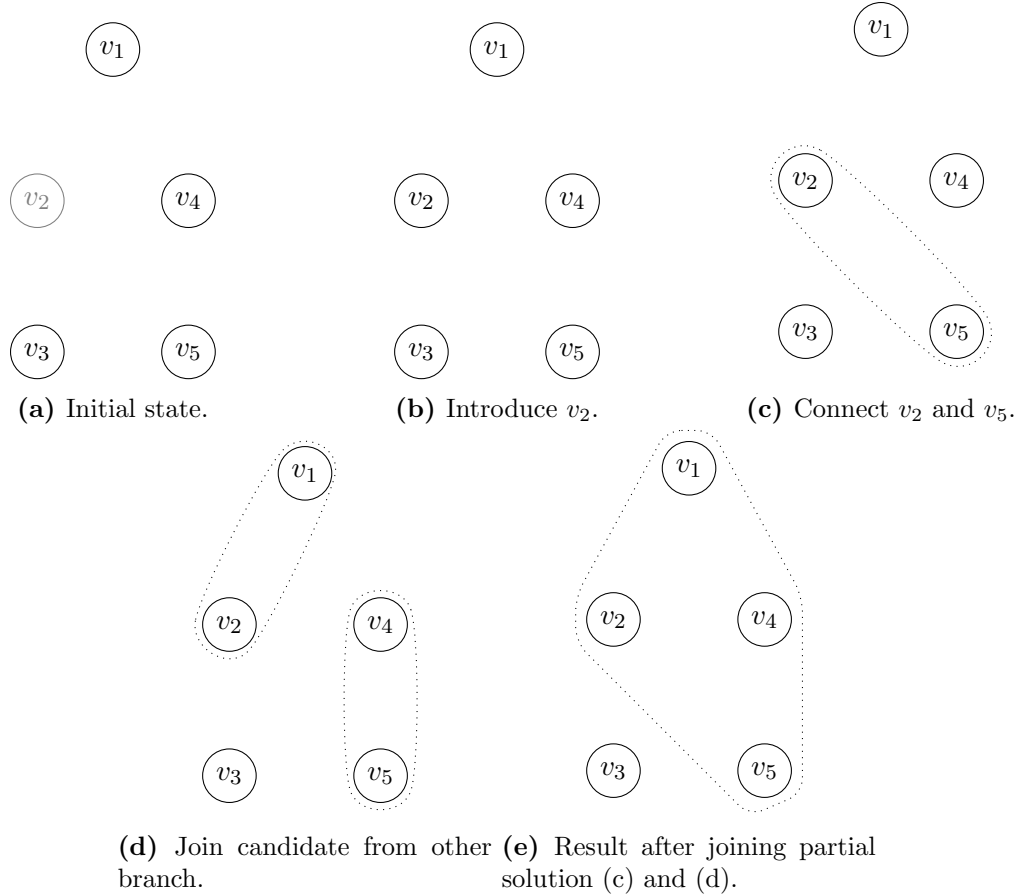 v₁ v₁ v₁
v₂ v₄ v₂ v₄ v₂ v₄
v₃ v₅ v₃ v₅ v₃ v₅
(a) Initial state. (b) Introduce v₂. (c) Connect v₂ and v₅.
v₁ v₁
v₂ v₄ v₂ v₄
v₃ v₅ v₃ v₅
(d) Join candidate from other
branch.
(e) Result after joining partial
solution (c) and (d).